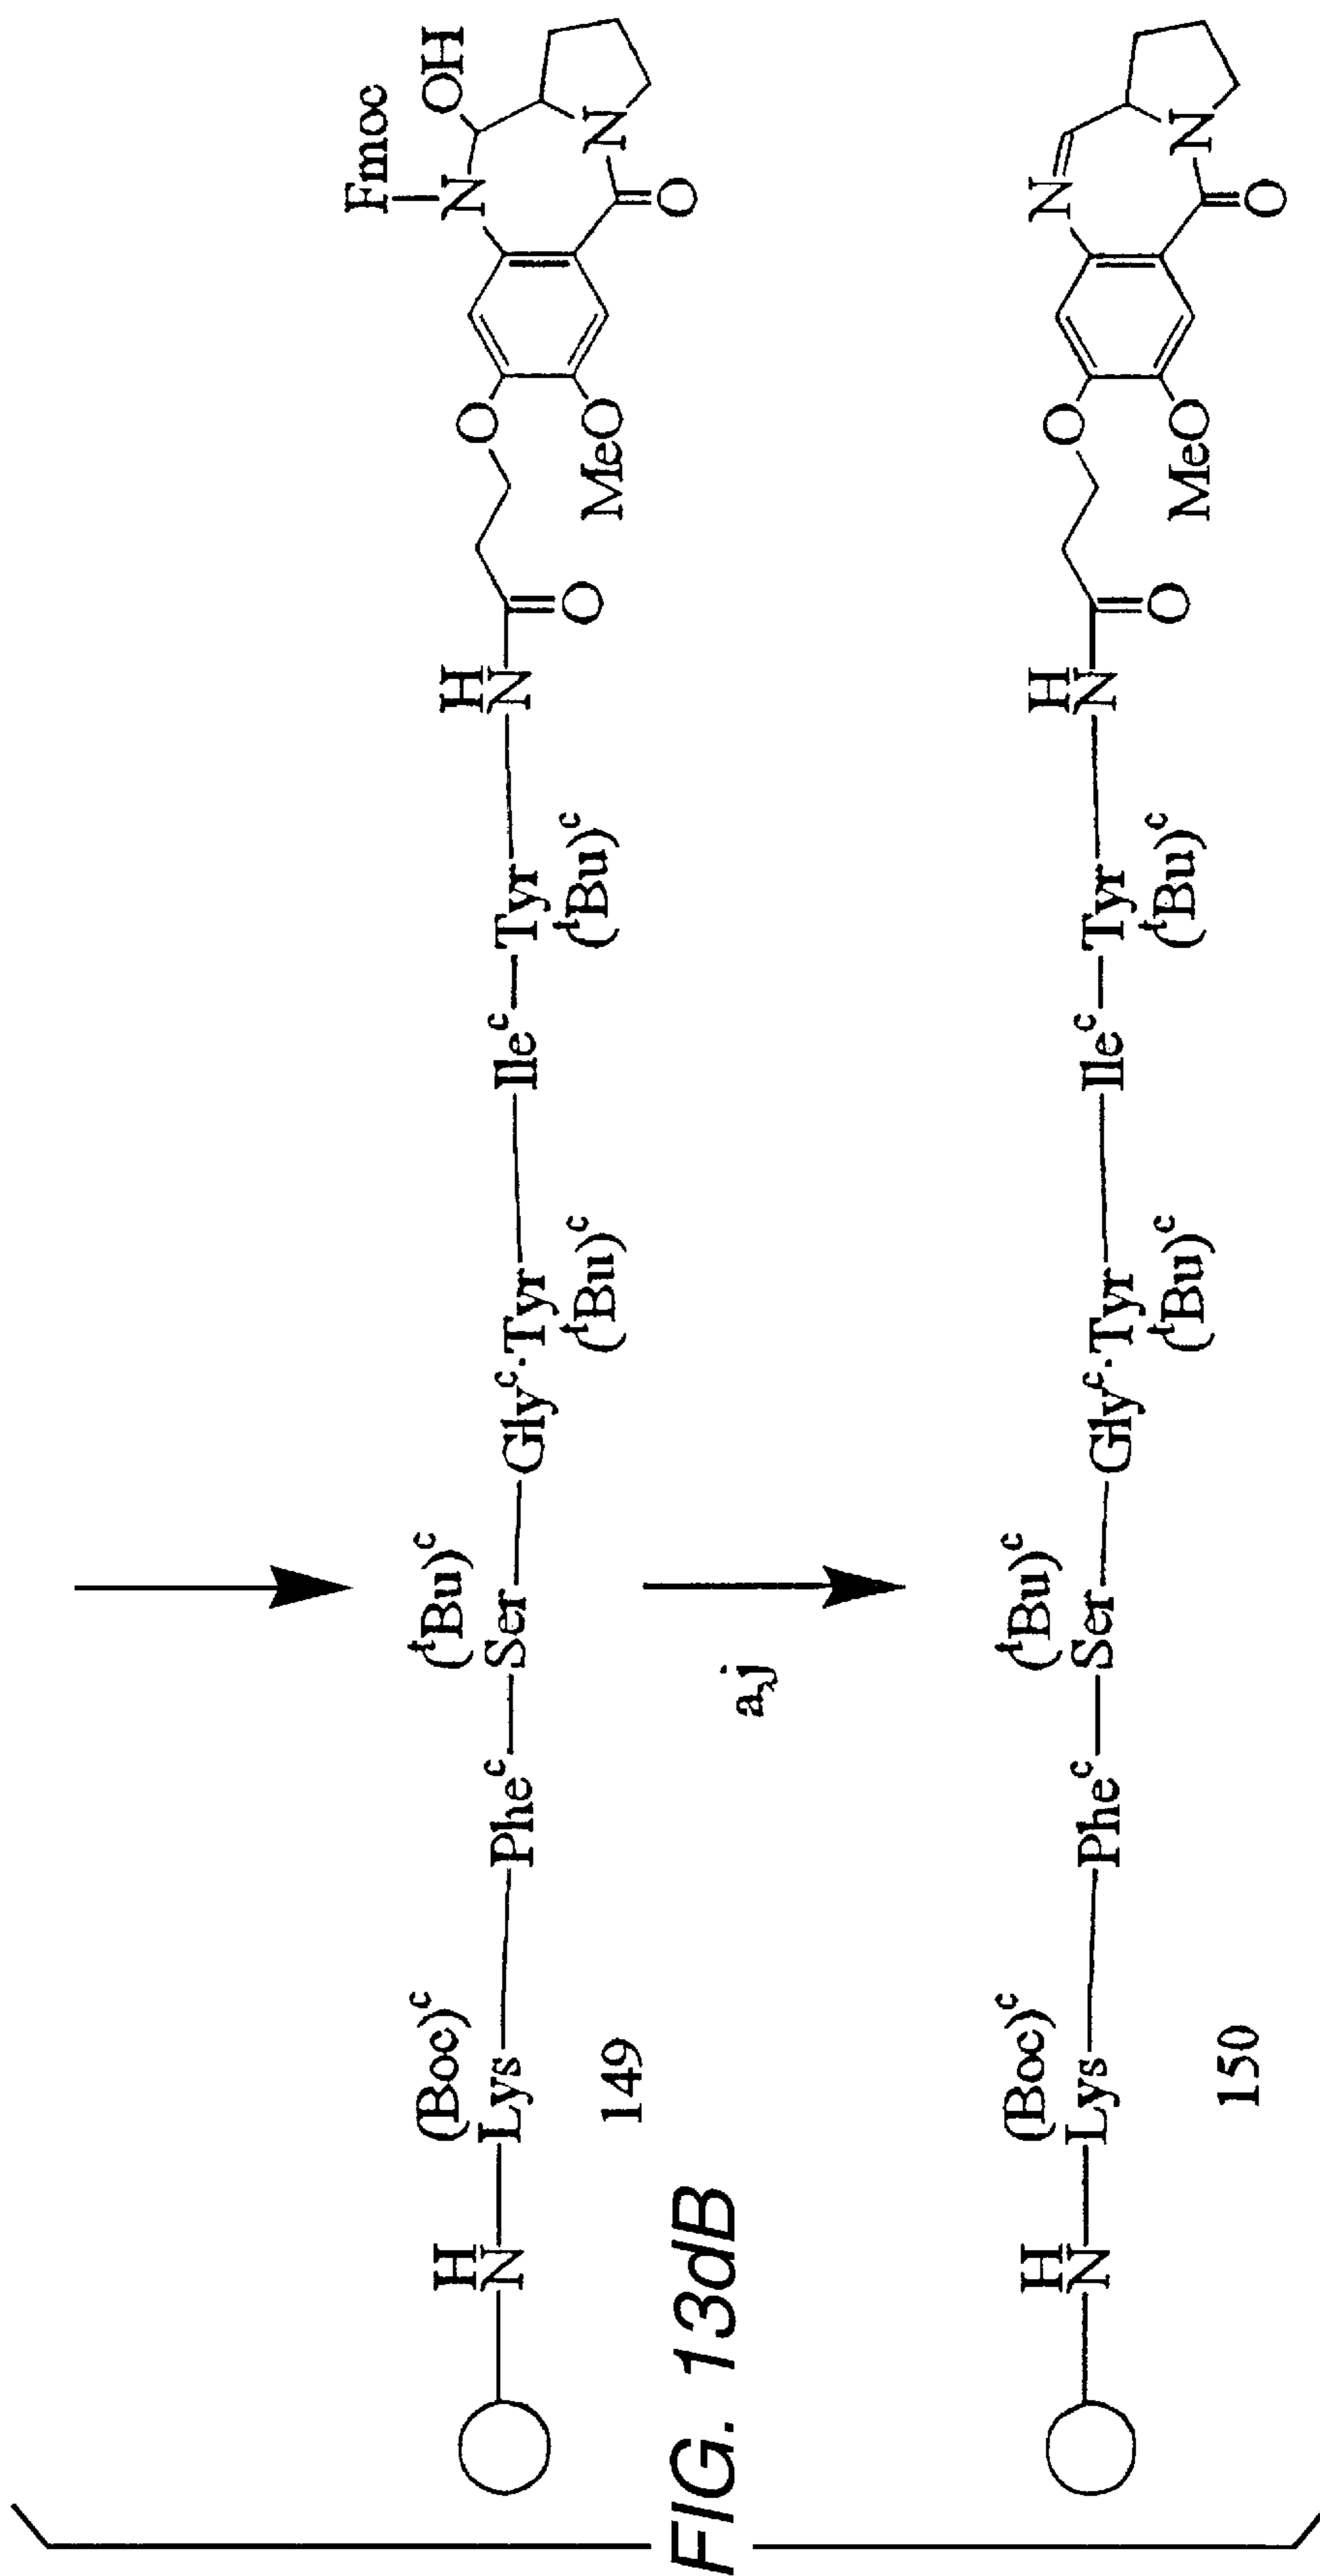 Fmoc
OH
N
N
O
O
MeO
H
N
O
(Boc)ᶜ
(ᵗBu)ᶜ
H
N
Lys
Pheᶜ
Ser
Glyᶜ
Tyr
Ileᶜ
Tyr
(ᵗBu)ᶜ
(ᵗBu)ᶜ
149
a,j
N
N
O
O
MeO
H
N
O
(Boc)ᶜ
(ᵗBu)ᶜ
H
N
Lys
Pheᶜ
Ser
Glyᶜ
Tyr
Ileᶜ
Tyr
(ᵗBu)ᶜ
(ᵗBu)ᶜ
150
FIG. 13dB